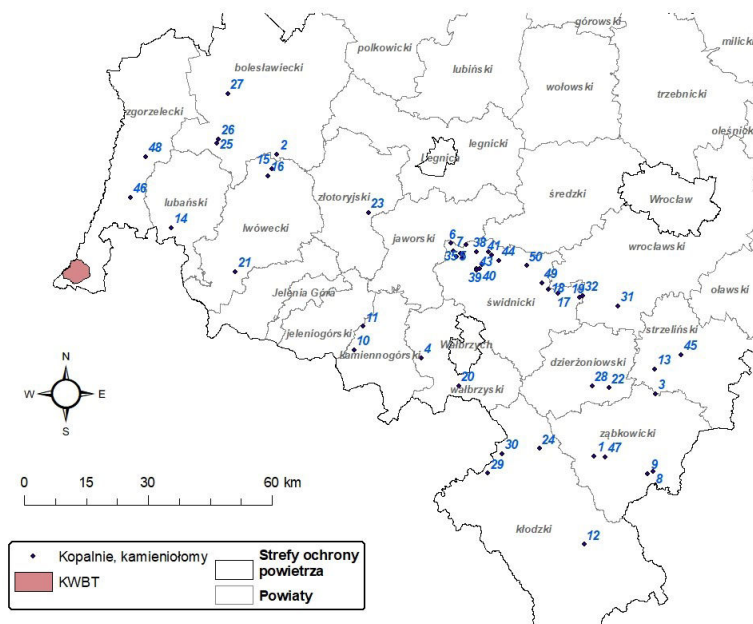 górowski
milicki
polkowicki
lubiński
wołowski
trzebnicki
bolesławiecki
27
zgorzelecki
26
25
2
oleśnicki
legnicki
Legnica
48
15
16
lubański
złotoryjski
średzki
Wrocław
46
14
lwówecki
23
jaworski
6
7
38
41
44
35
43
39
40
50
wrocławski
21
49
18
17
19
32
31
oławski
Jelenia Góra
świdnicki
11
jeleniogórski
10
kamiennogórski
4
Wałbrzych
strzeliński
45
13
dzierżoniowski
20
wałbrzyski
28
22
3
N
W
E
S
30
24
29
ząbkowicki
1
47
9
8
0
15
30
60 km
kłodzki
12
Kopalnie, kamieniołomy
KWBT
Strefy ochrony
powietrza
Powiaty